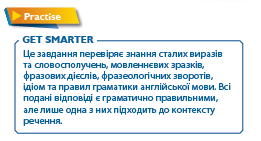 Practise
GET SMARTER
Це завдання перевіряє знання сталих виразів
та словосполучень, мовленнєвих зразків,
фразових дієслів, фразеологічних зворотів,
ідіом та правил граматики англійської мови. Всі
подані відповіді є граматично правильними,
але лише одна з них підходить до контексту
речення.